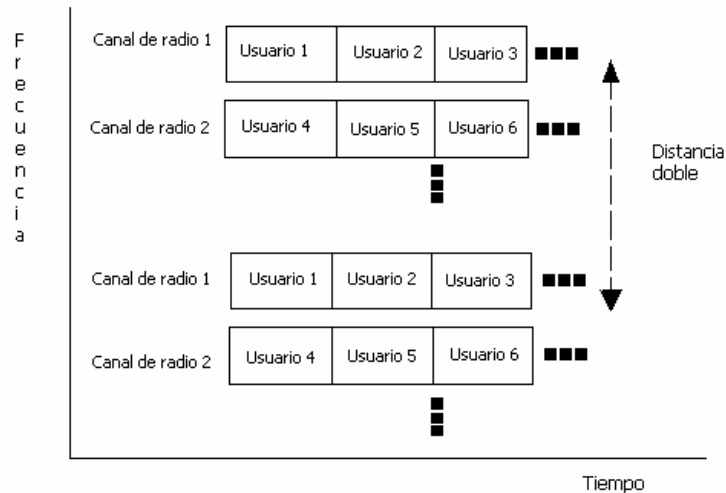 Frecuencia
Canal de radio 1
Usuario 1
Usuario 2
Usuario 3
Canal de radio 2
Usuario 4
Usuario 5
Usuario 6
Distancia
doble
Canal de radio 1
Usuario 1
Usuario 2
Usuario 3
Canal de radio 2
Usuario 4
Usuario 5
Usuario 6
Tiempo